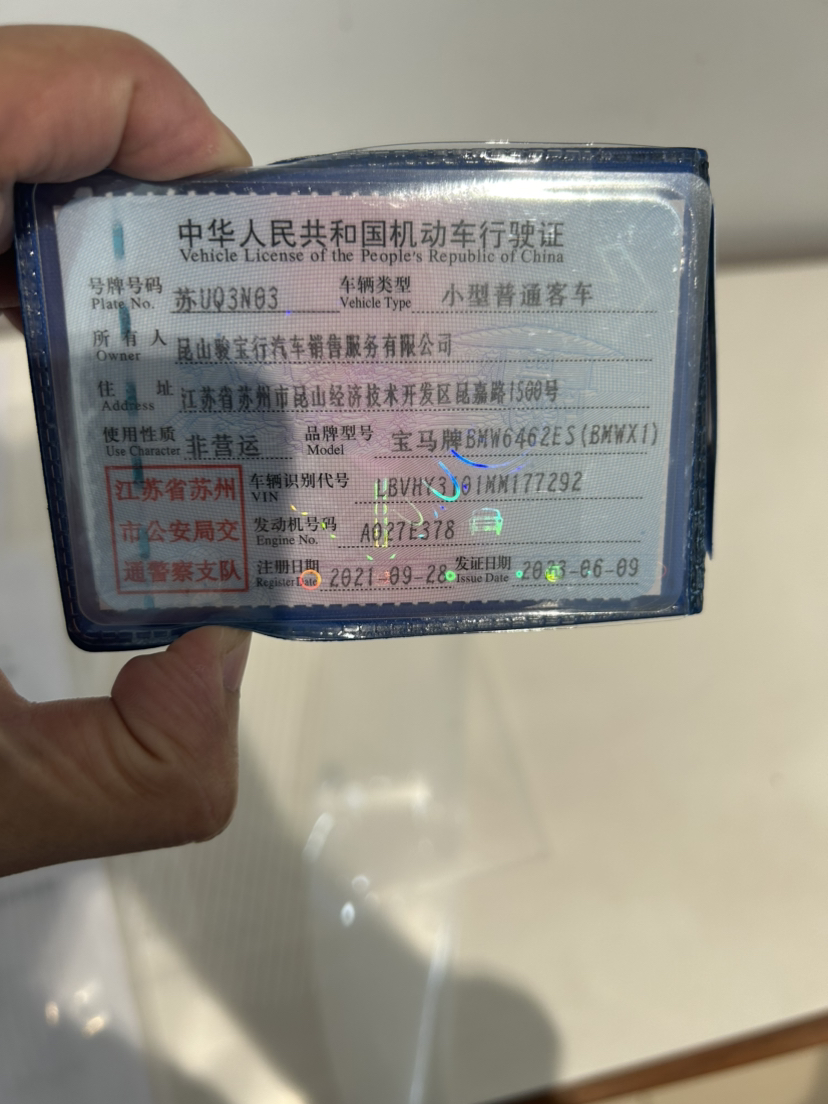 中华人民共和国机动车行驶证
Vehicle License of the People's Republic of China
号牌号码 苏UQ3N03 车辆类型 小型普通客车
Plate No. Vehicle Type
所有人 昆山骏宝行汽车销售服务有限公司
Owner
住址 江苏省苏州市昆山经济技术开发区昆嘉路1500号
Address
使用性质 非营运 品牌型号 宝马牌BMW6462ES(BMWX1)
Use Character Model
江苏省苏州
市公安局交
通警察支队
车辆识别代号
VIN
发动机号码 A027E378
Engine No.
注册日期 2021-09-28 发证日期 2023-06-09
Register Date Issue Date